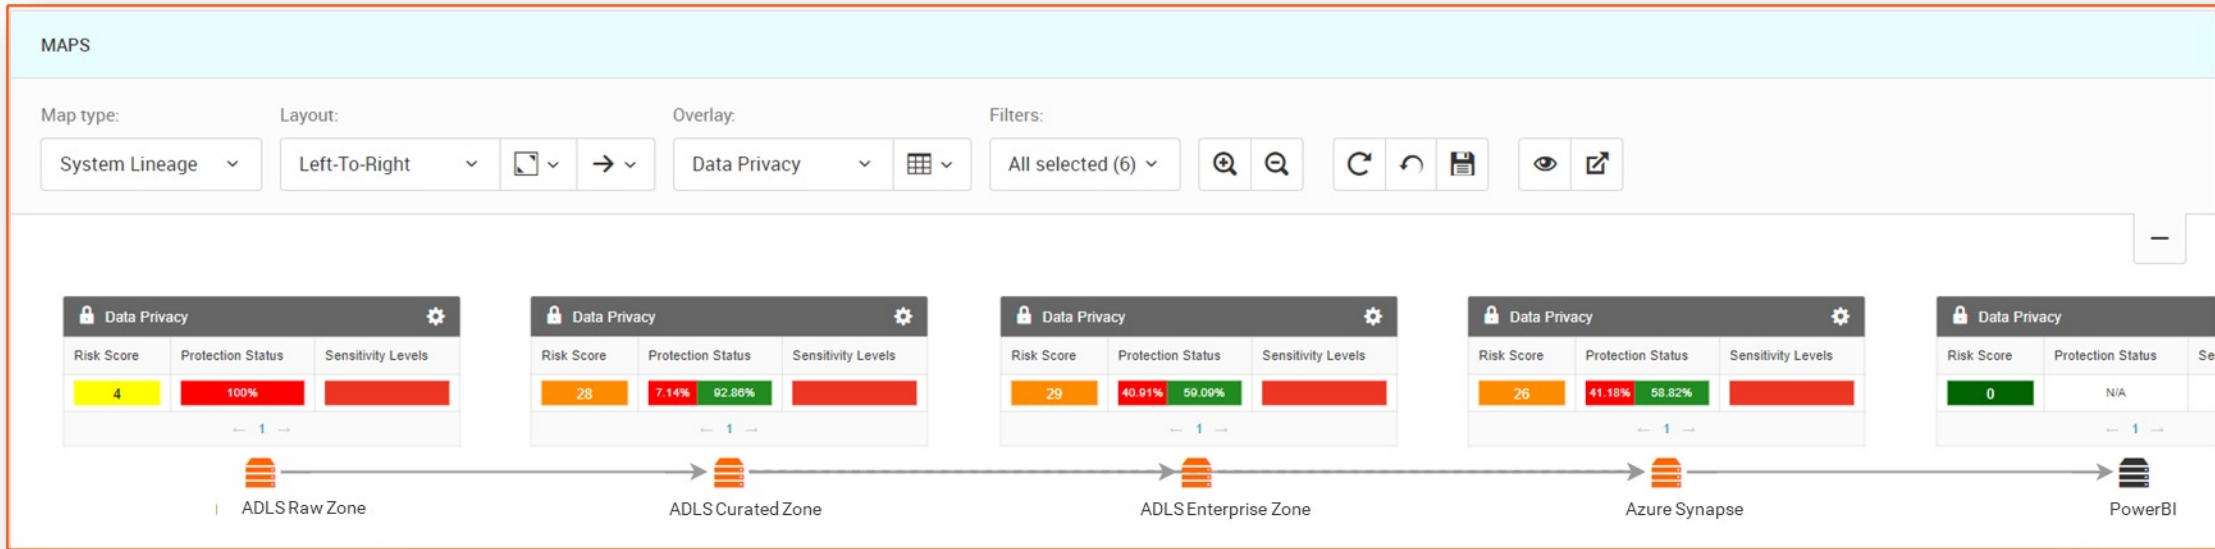 MAPS
Map type: Layout: Overlay: Filters:
System Lineage Left-To-Right Data Privacy All selected (6)
Data Privacy Data Privacy Data Privacy Data Privacy Data Privacy
Risk Score Protection Status Sensitivity Levels Risk Score Protection Status Sensitivity Levels Risk Score Protection Status Sensitivity Levels Risk Score Protection Status Sensitivity Levels Risk Score Protection Status Se
4 100% 28 7.14% 92.86% 29 40.91% 59.09% 26 41.18% 58.82% 0 N/A
← 1 → ← 1 → ← 1 → ← 1 → ← 1 →
ADLS Raw Zone ADLS Curated Zone ADLS Enterprise Zone Azure Synapse PowerBI